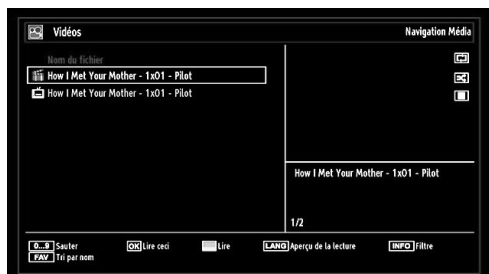 Vidéos
Navigation Média
Nom du fichier
How I Met Your Mother - 1x01 - Pilot
How I Met Your Mother - 1x01 - Pilot
How I Met Your Mother - 1x01 - Pilot
1/2
0...9 Sauter
OK Lire ceci
Lire
LANG Aperçu de la lecture
INFO Filtre
FAV Tri par nom